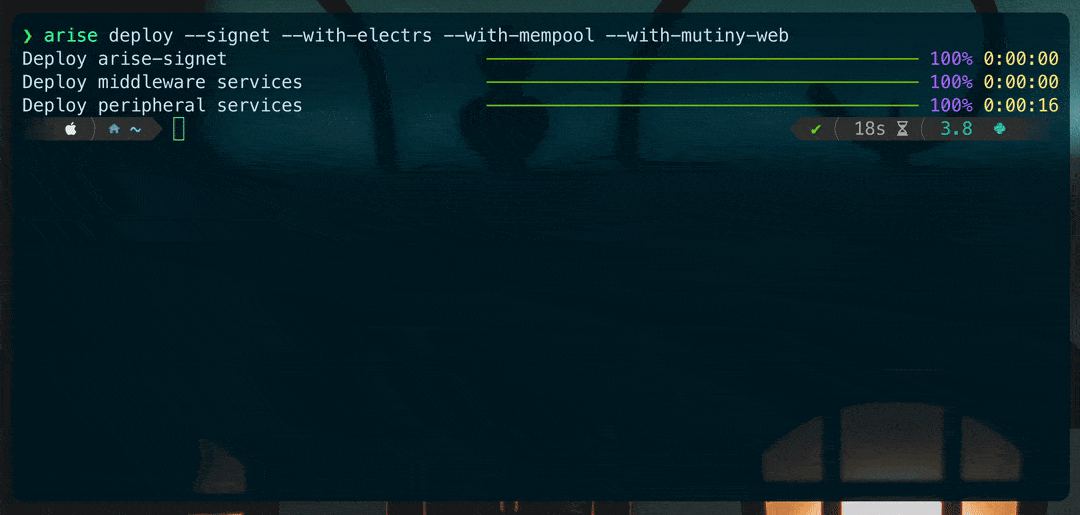 ❯ arise deploy --signet --with-electrs --with-mempool --with-mutiny-web
Deploy arise-signet 100% 0:00:00
Deploy middleware services 100% 0:00:00
Deploy peripheral services 100% 0:00:16
~ ✔ 18s 3.8